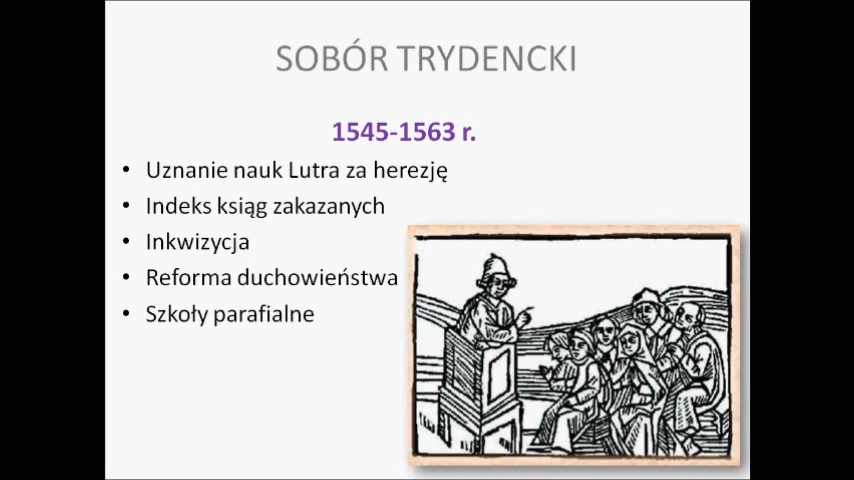 SOBÓR TRYDENCKI
1545-1563 r.
• Uznanie nauk Lutra za herezję
• Indeks ksiąg zakazanych
• Inkwizycja
• Reforma duchowieństwa
• Szkoły parafialne